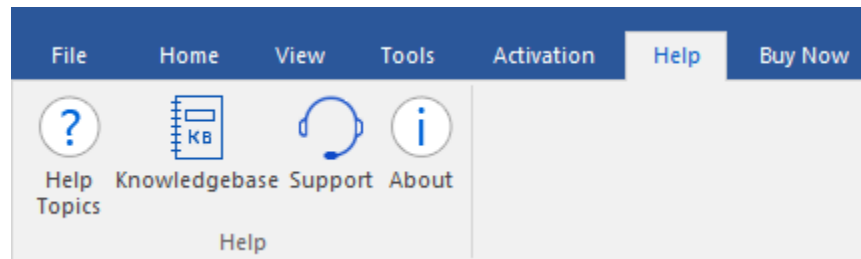 File Home View Tools Activation Help Buy Now
?
KB
i
Help Topics
Knowledgebase
Support
About
Help